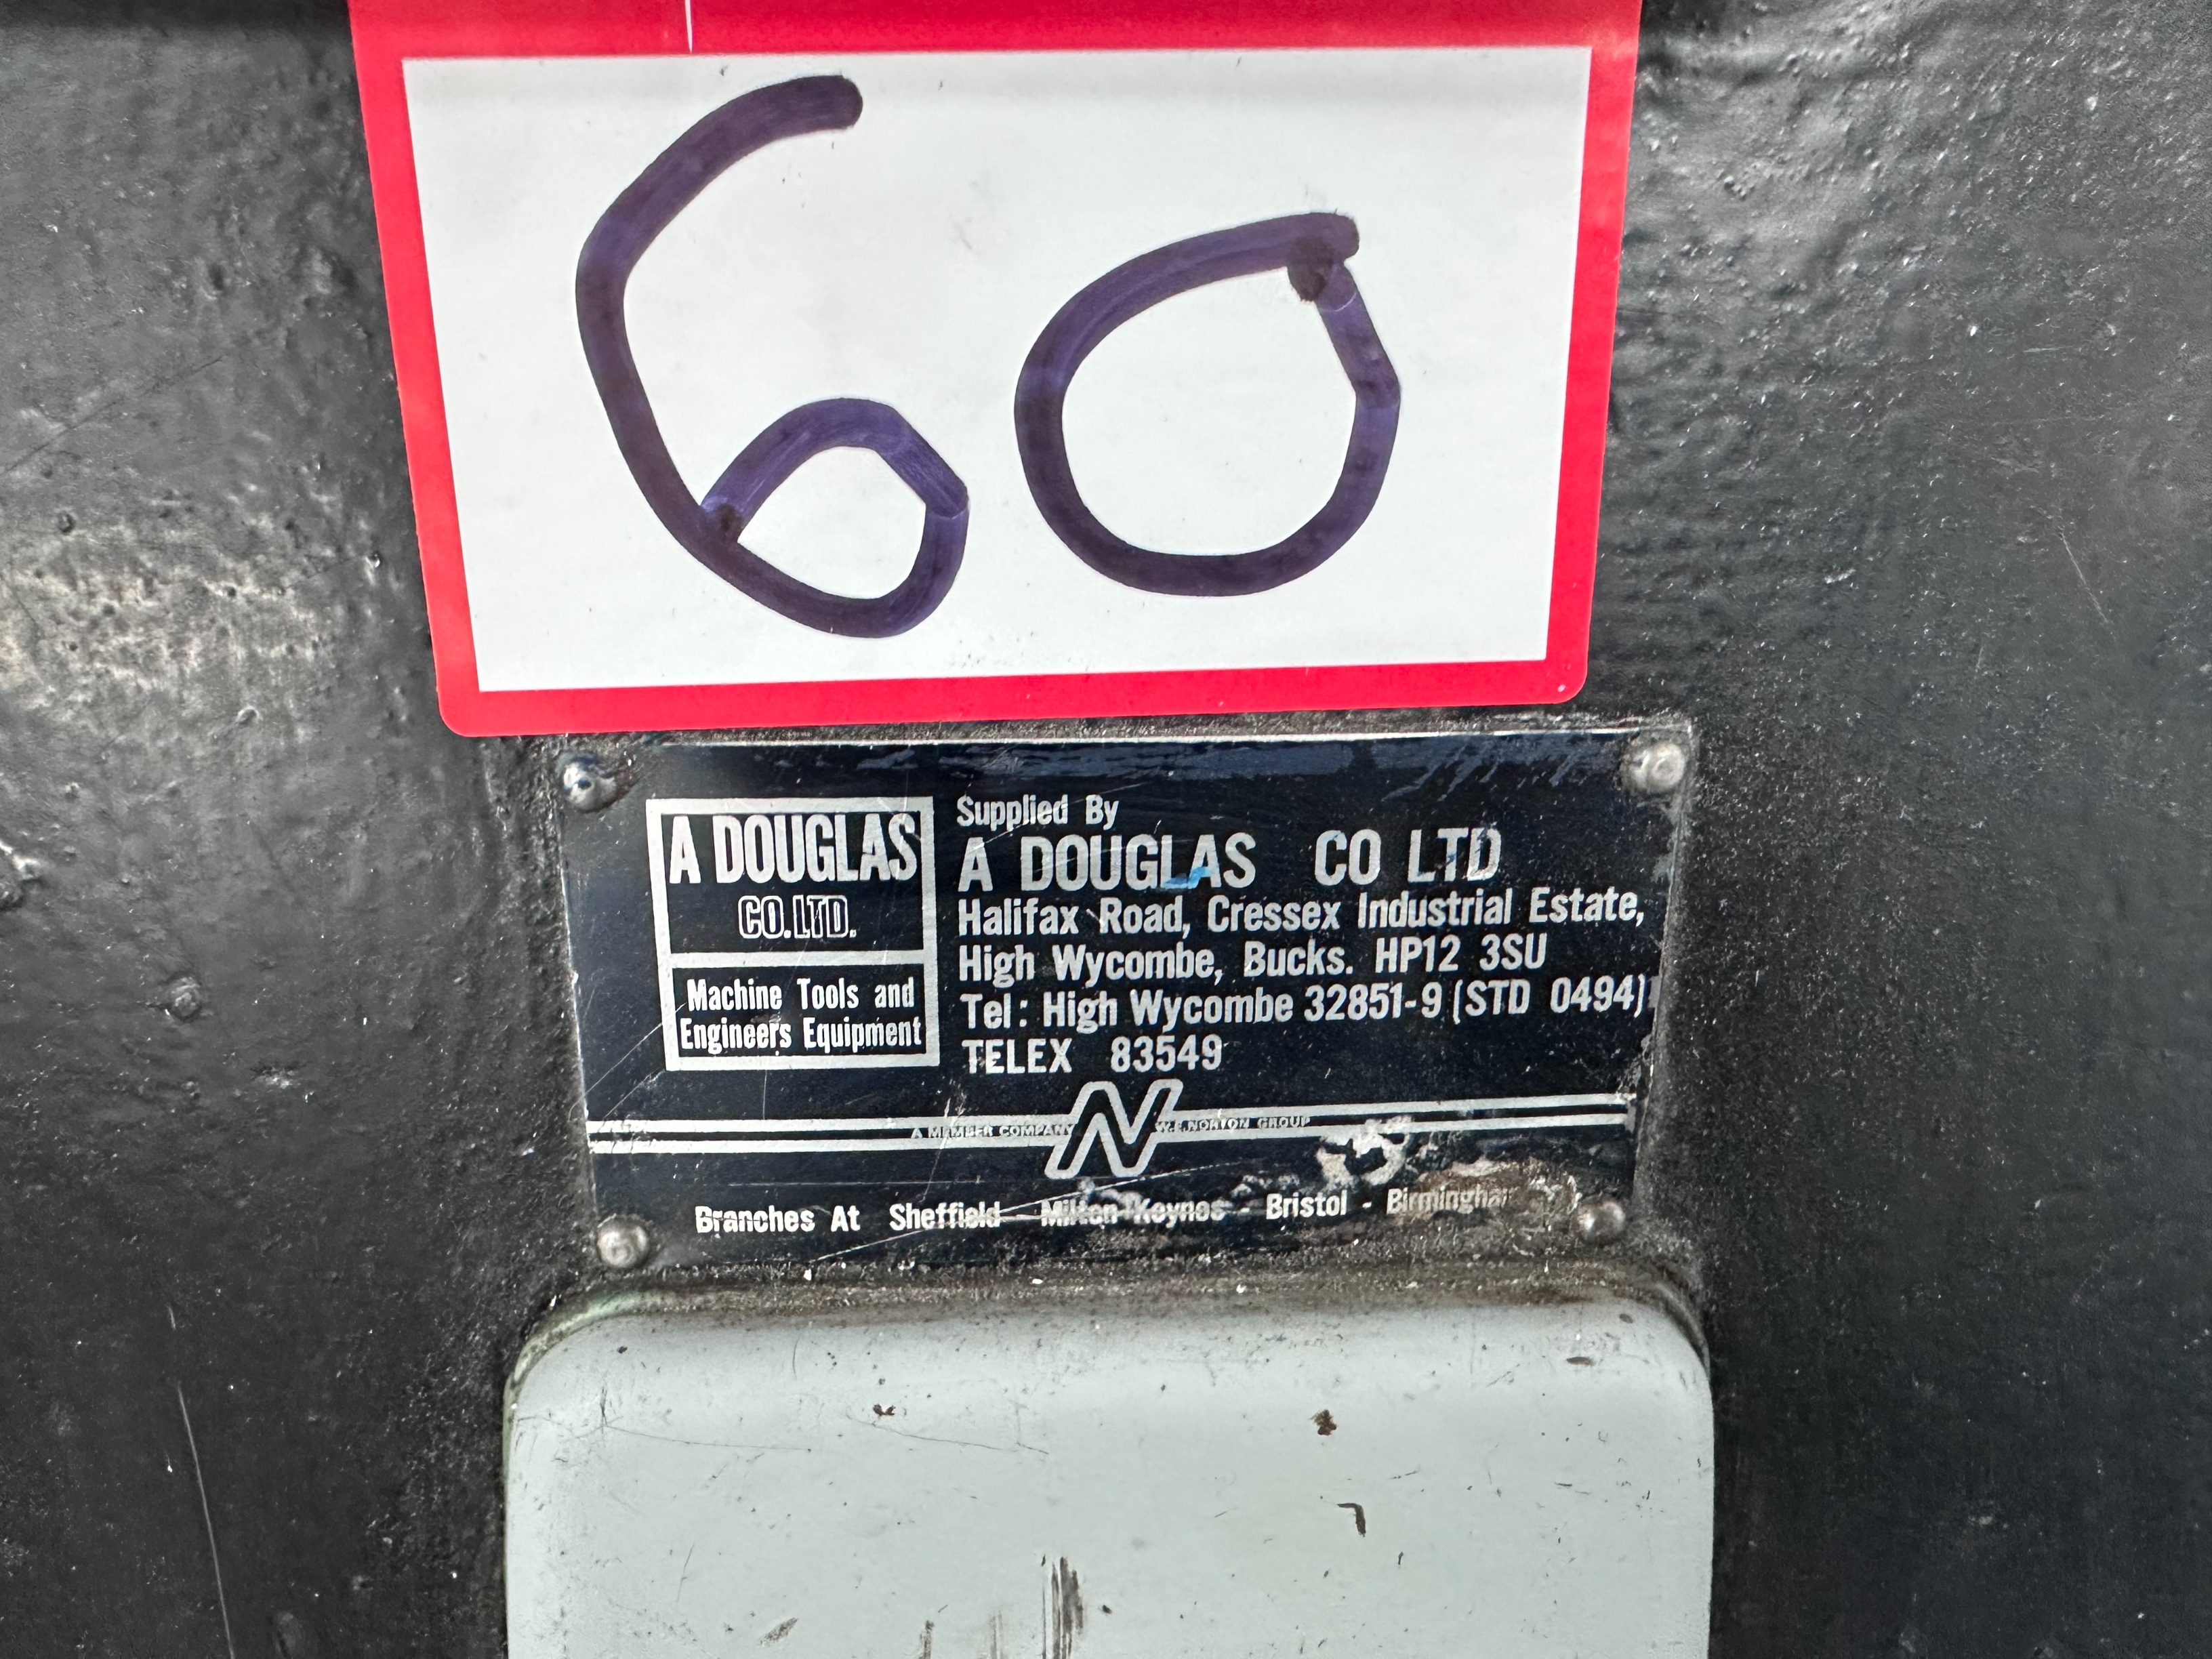 60
A DOUGLAS
CO.LTD.
Machine Tools and
Engineers Equipment
Supplied By
A DOUGLAS CO LTD
Halifax Road, Cressex Industrial Estate,
High Wycombe, Bucks. HP12 3SU
Tel: High Wycombe 32851-9 (STD 0494)
TELEX 83549
A MEMBER COMPANY N W.E.NORTON GROUP
Branches At Sheffield - Milton Keynes - Bristol -